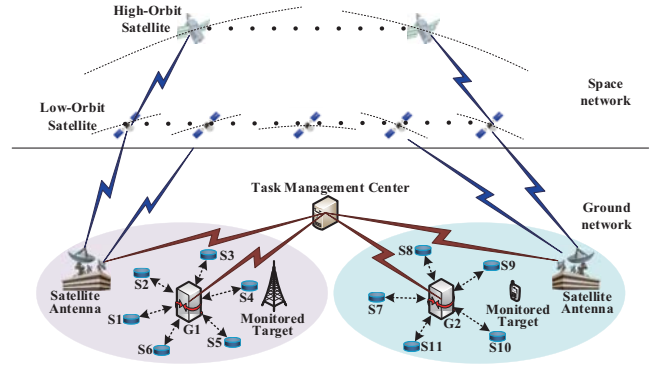 High-Orbit
Satellite
Space
network
Low-Orbit
Satellite
Task Management Center
Ground
network
S3
S8
S9
S2
S4
Satellite
Antenna
G1
Monitored
Target
S1
S5
S6
S7
G2
Monitored
Target
Satellite
Antenna
S11
S10